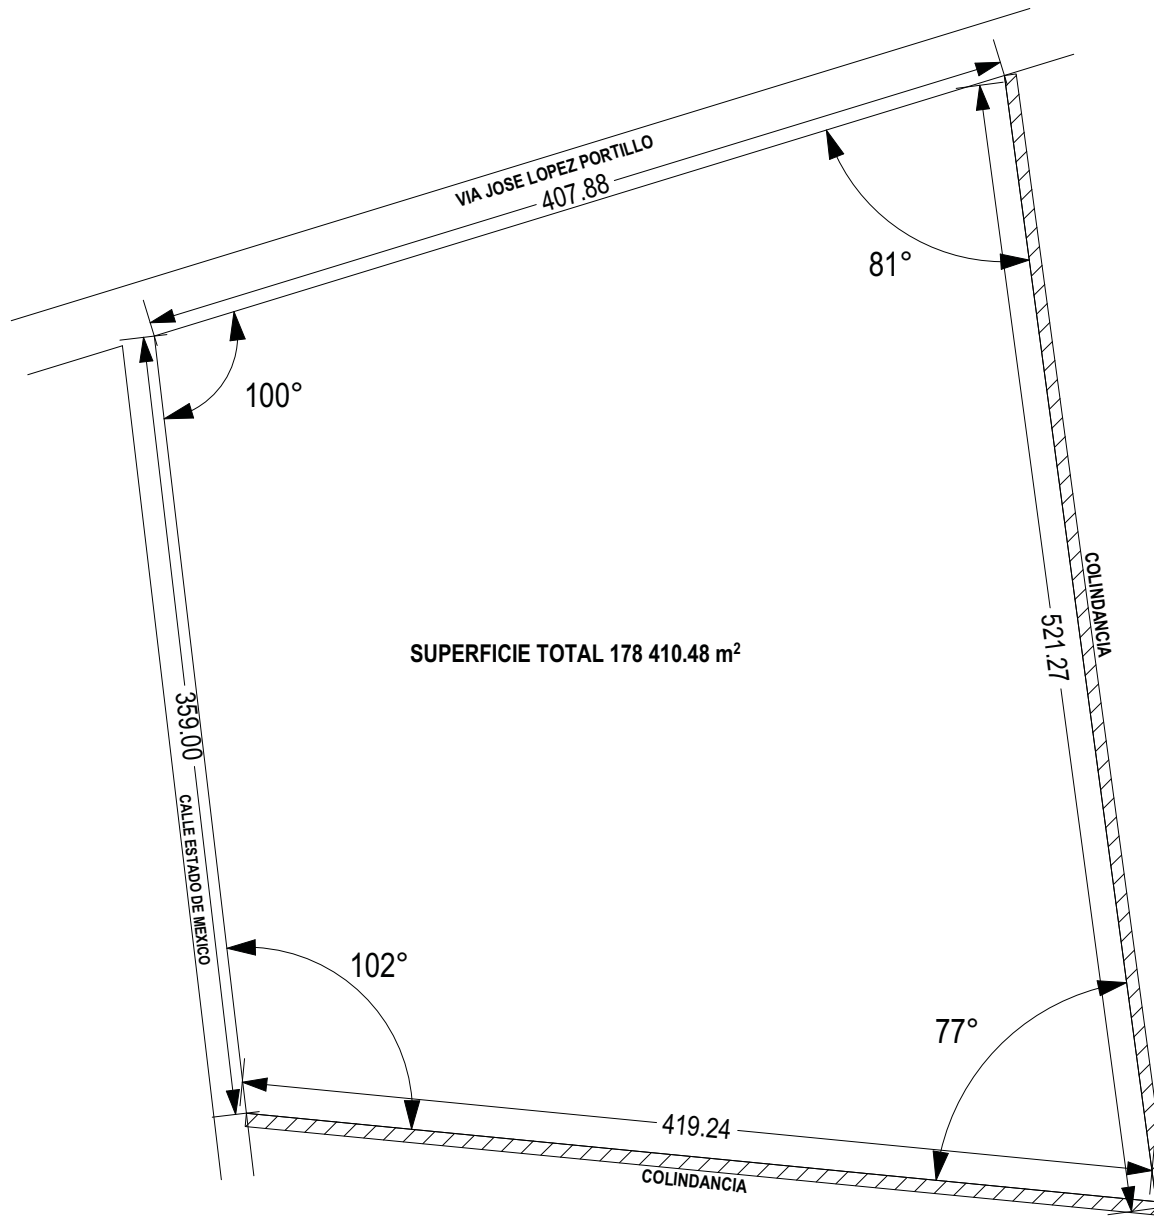 VIA JOSE LOPEZ PORTILLO
407.88
81°
100°
COLINDANCIA
521.27
SUPERFICIE TOTAL 178 410.48 m²
359.00
CALLE ESTADO DE MEXICO
102°
77°
419.24
COLINDANCIA